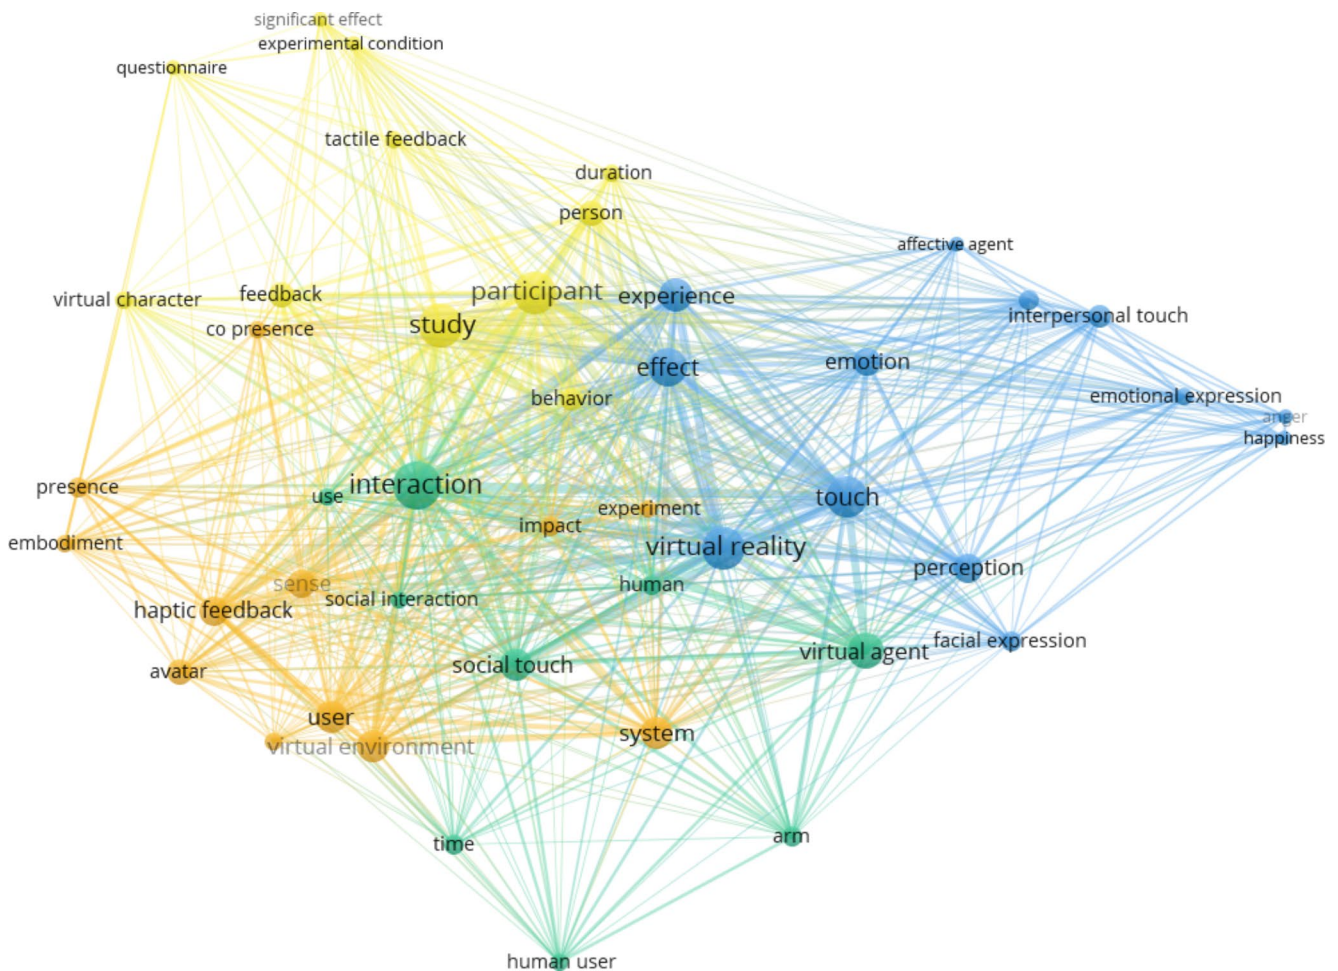 significant effect
experimental condition
questionnaire
tactile feedback
duration
person
affective agent
participant
experience
feedback
virtual character
interpersonal touch
study
co presence
effect
emotion
behavior
emotional expression
anger
happiness
interaction
presence
use
touch
experiment
impact
embodiment
virtual reality
perception
sense
human
social interaction
haptic feedback
facial expression
virtual agent
social touch
avatar
user
system
virtual environment
arm
time
human user